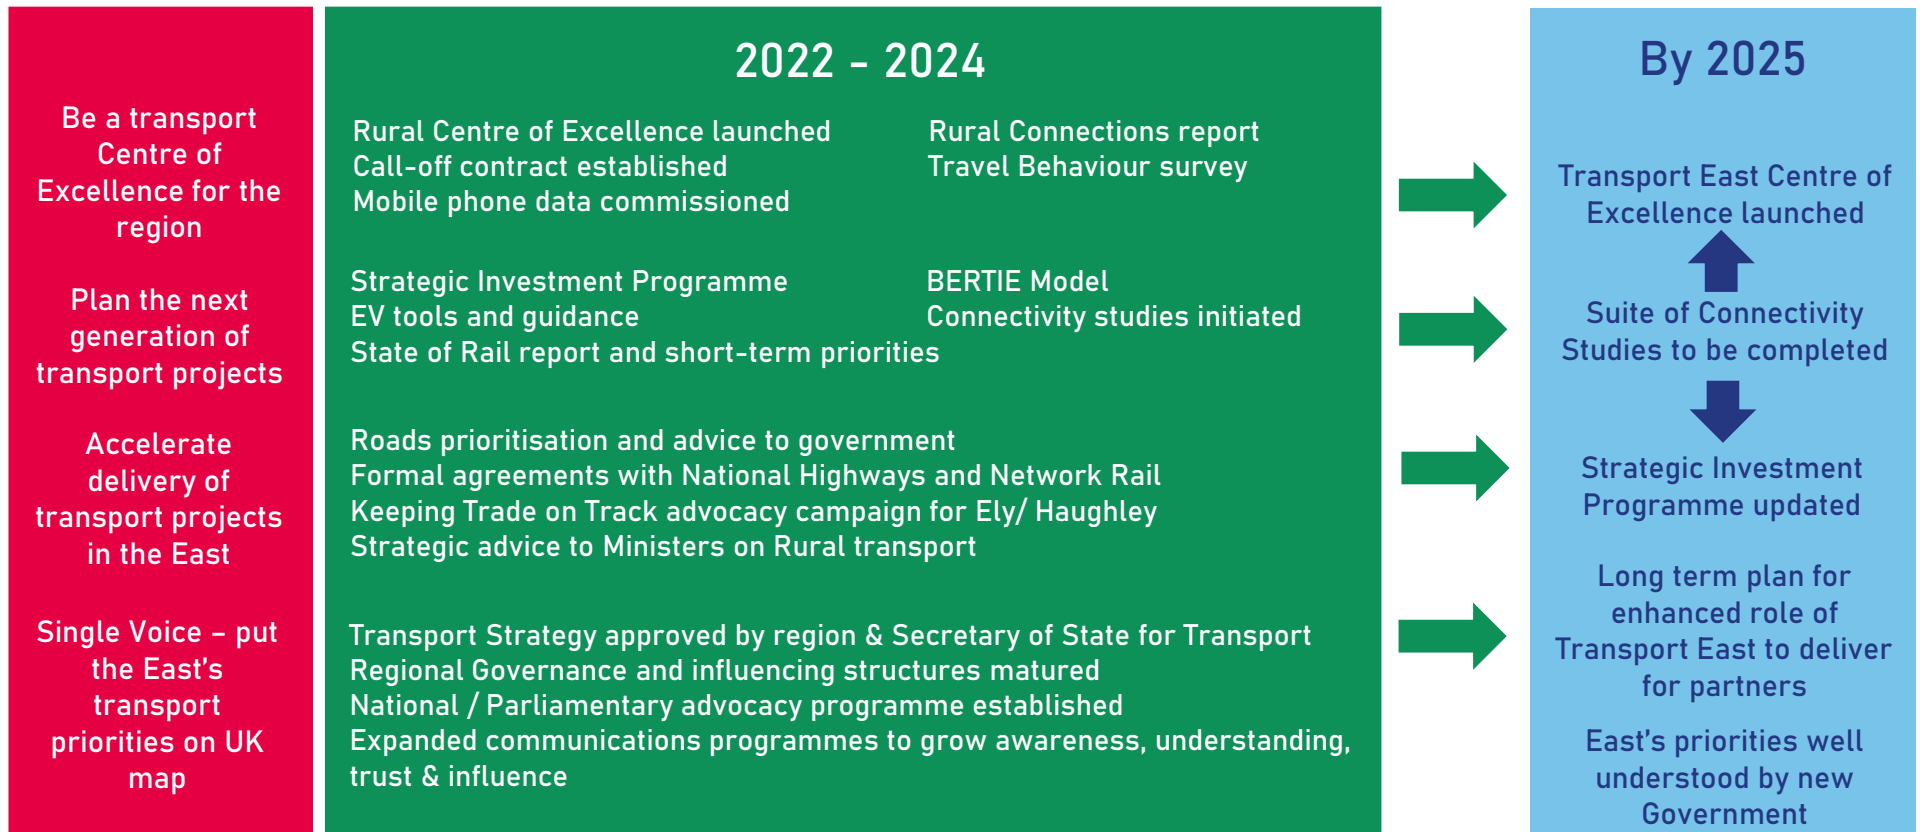 Be a transport
Centre of
Excellence for the
region
Plan the next
generation of
transport projects
Accelerate
delivery of
transport projects
in the East
Single Voice – put
the East's
transport
priorities on UK
map
2022 - 2024
Rural Centre of Excellence launched
Call-off contract established
Mobile phone data commissioned
Rural Connections report
Travel Behaviour survey
Strategic Investment Programme
EV tools and guidance
State of Rail report and short-term priorities
BERTIE Model
Connectivity studies initiated
Roads prioritisation and advice to government
Formal agreements with National Highways and Network Rail
Keeping Trade on Track advocacy campaign for Ely/ Haughley
Strategic advice to Ministers on Rural transport
Transport Strategy approved by region & Secretary of State for Transport
Regional Governance and influencing structures matured
National / Parliamentary advocacy programme established
Expanded communications programmes to grow awareness, understanding,
trust & influence
By 2025
Transport East Centre of
Excellence launched
Suite of Connectivity
Studies to be completed
Strategic Investment
Programme updated
Long term plan for
enhanced role of
Transport East to deliver
for partners
East's priorities well
understood by new
Government